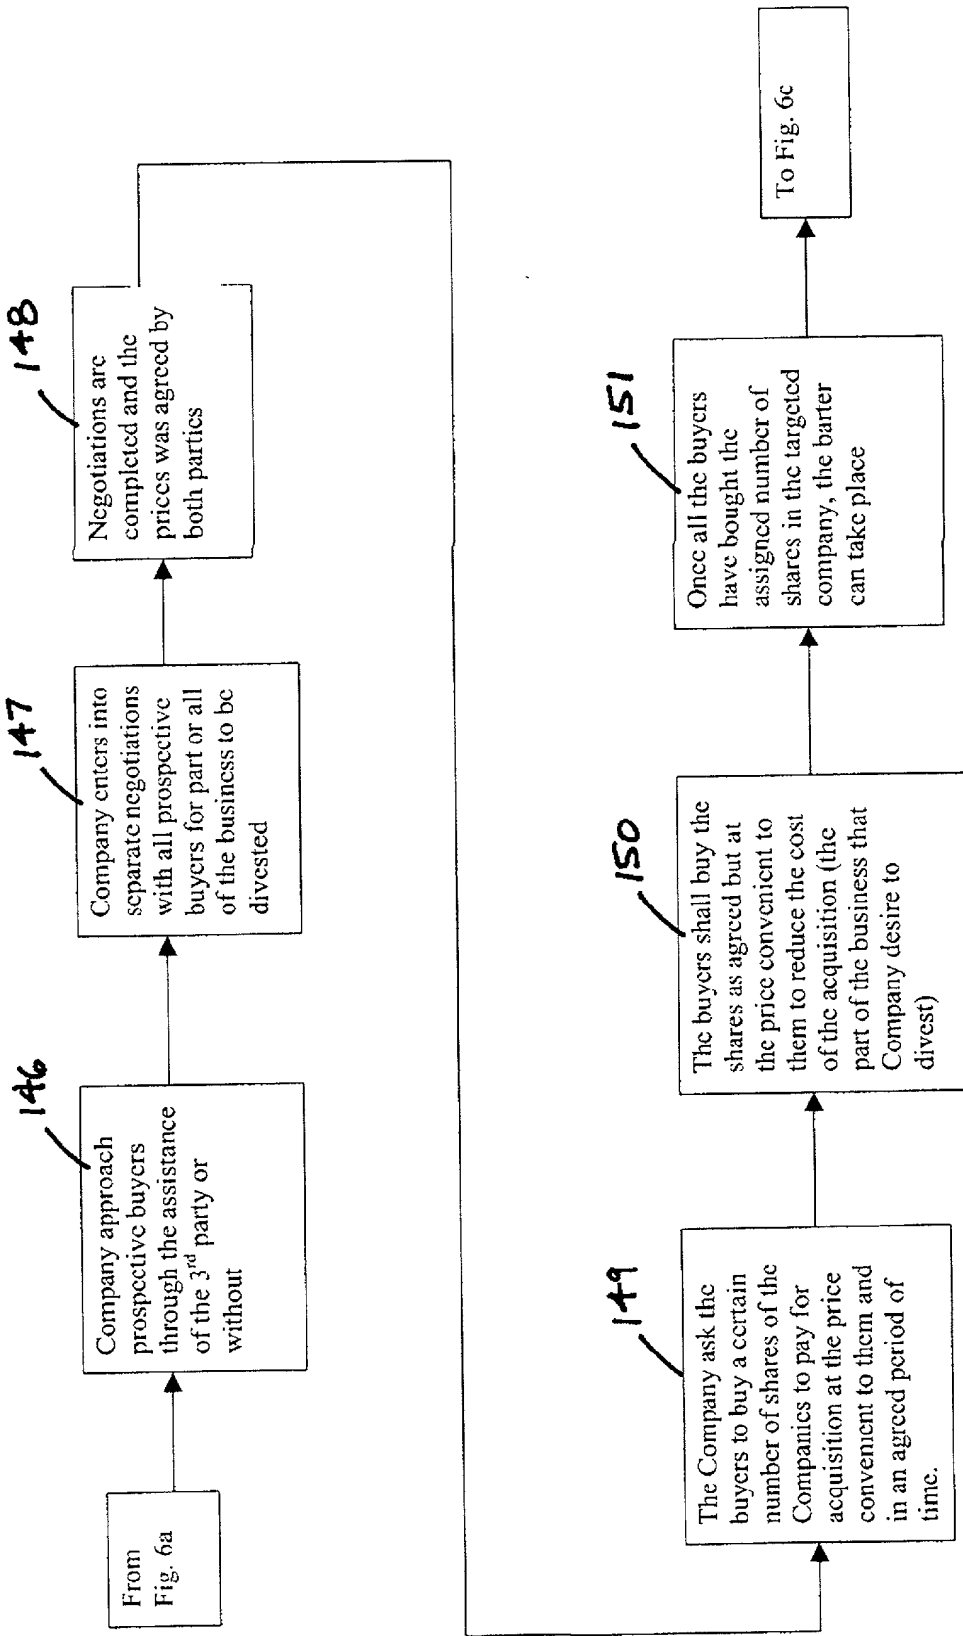 From
Fig. 6a
146
Company approach
prospective buyers
through the assistance
of the 3rd party or
without
147
Company enters into
separate negotiations
with all prospective
buyers for part or all
of the business to be
divested
148
Negotiations are
completed and the
prices was agreed by
both parties
149
The Company ask the
buyers to buy a certain
number of shares of the
Companies to pay for
acquisition at the price
convenient to them and
in an agreed period of
time.
150
The buyers shall buy the
shares as agreed but at
the price convenient to
them to reduce the cost
of the acquisition (the
part of the business that
Company desire to
divest)
151
Once all the buyers
have bought the
assigned number of
shares in the targeted
company, the barter
can take place
To Fig. 6c